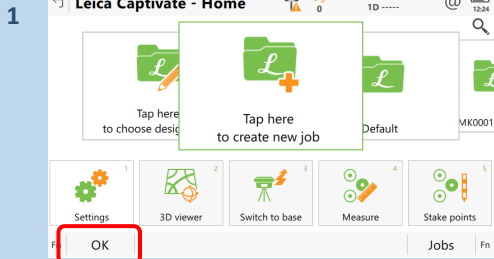 1
Leica Captivate - Home
0
1D -----
@
12:24
Tap here
to choose desig
Tap here
to create new job
Default
MK0001
1
Settings
2
3D viewer
3
Switch to base
4
Measure
5
Stake points
OK
Jobs
Fn